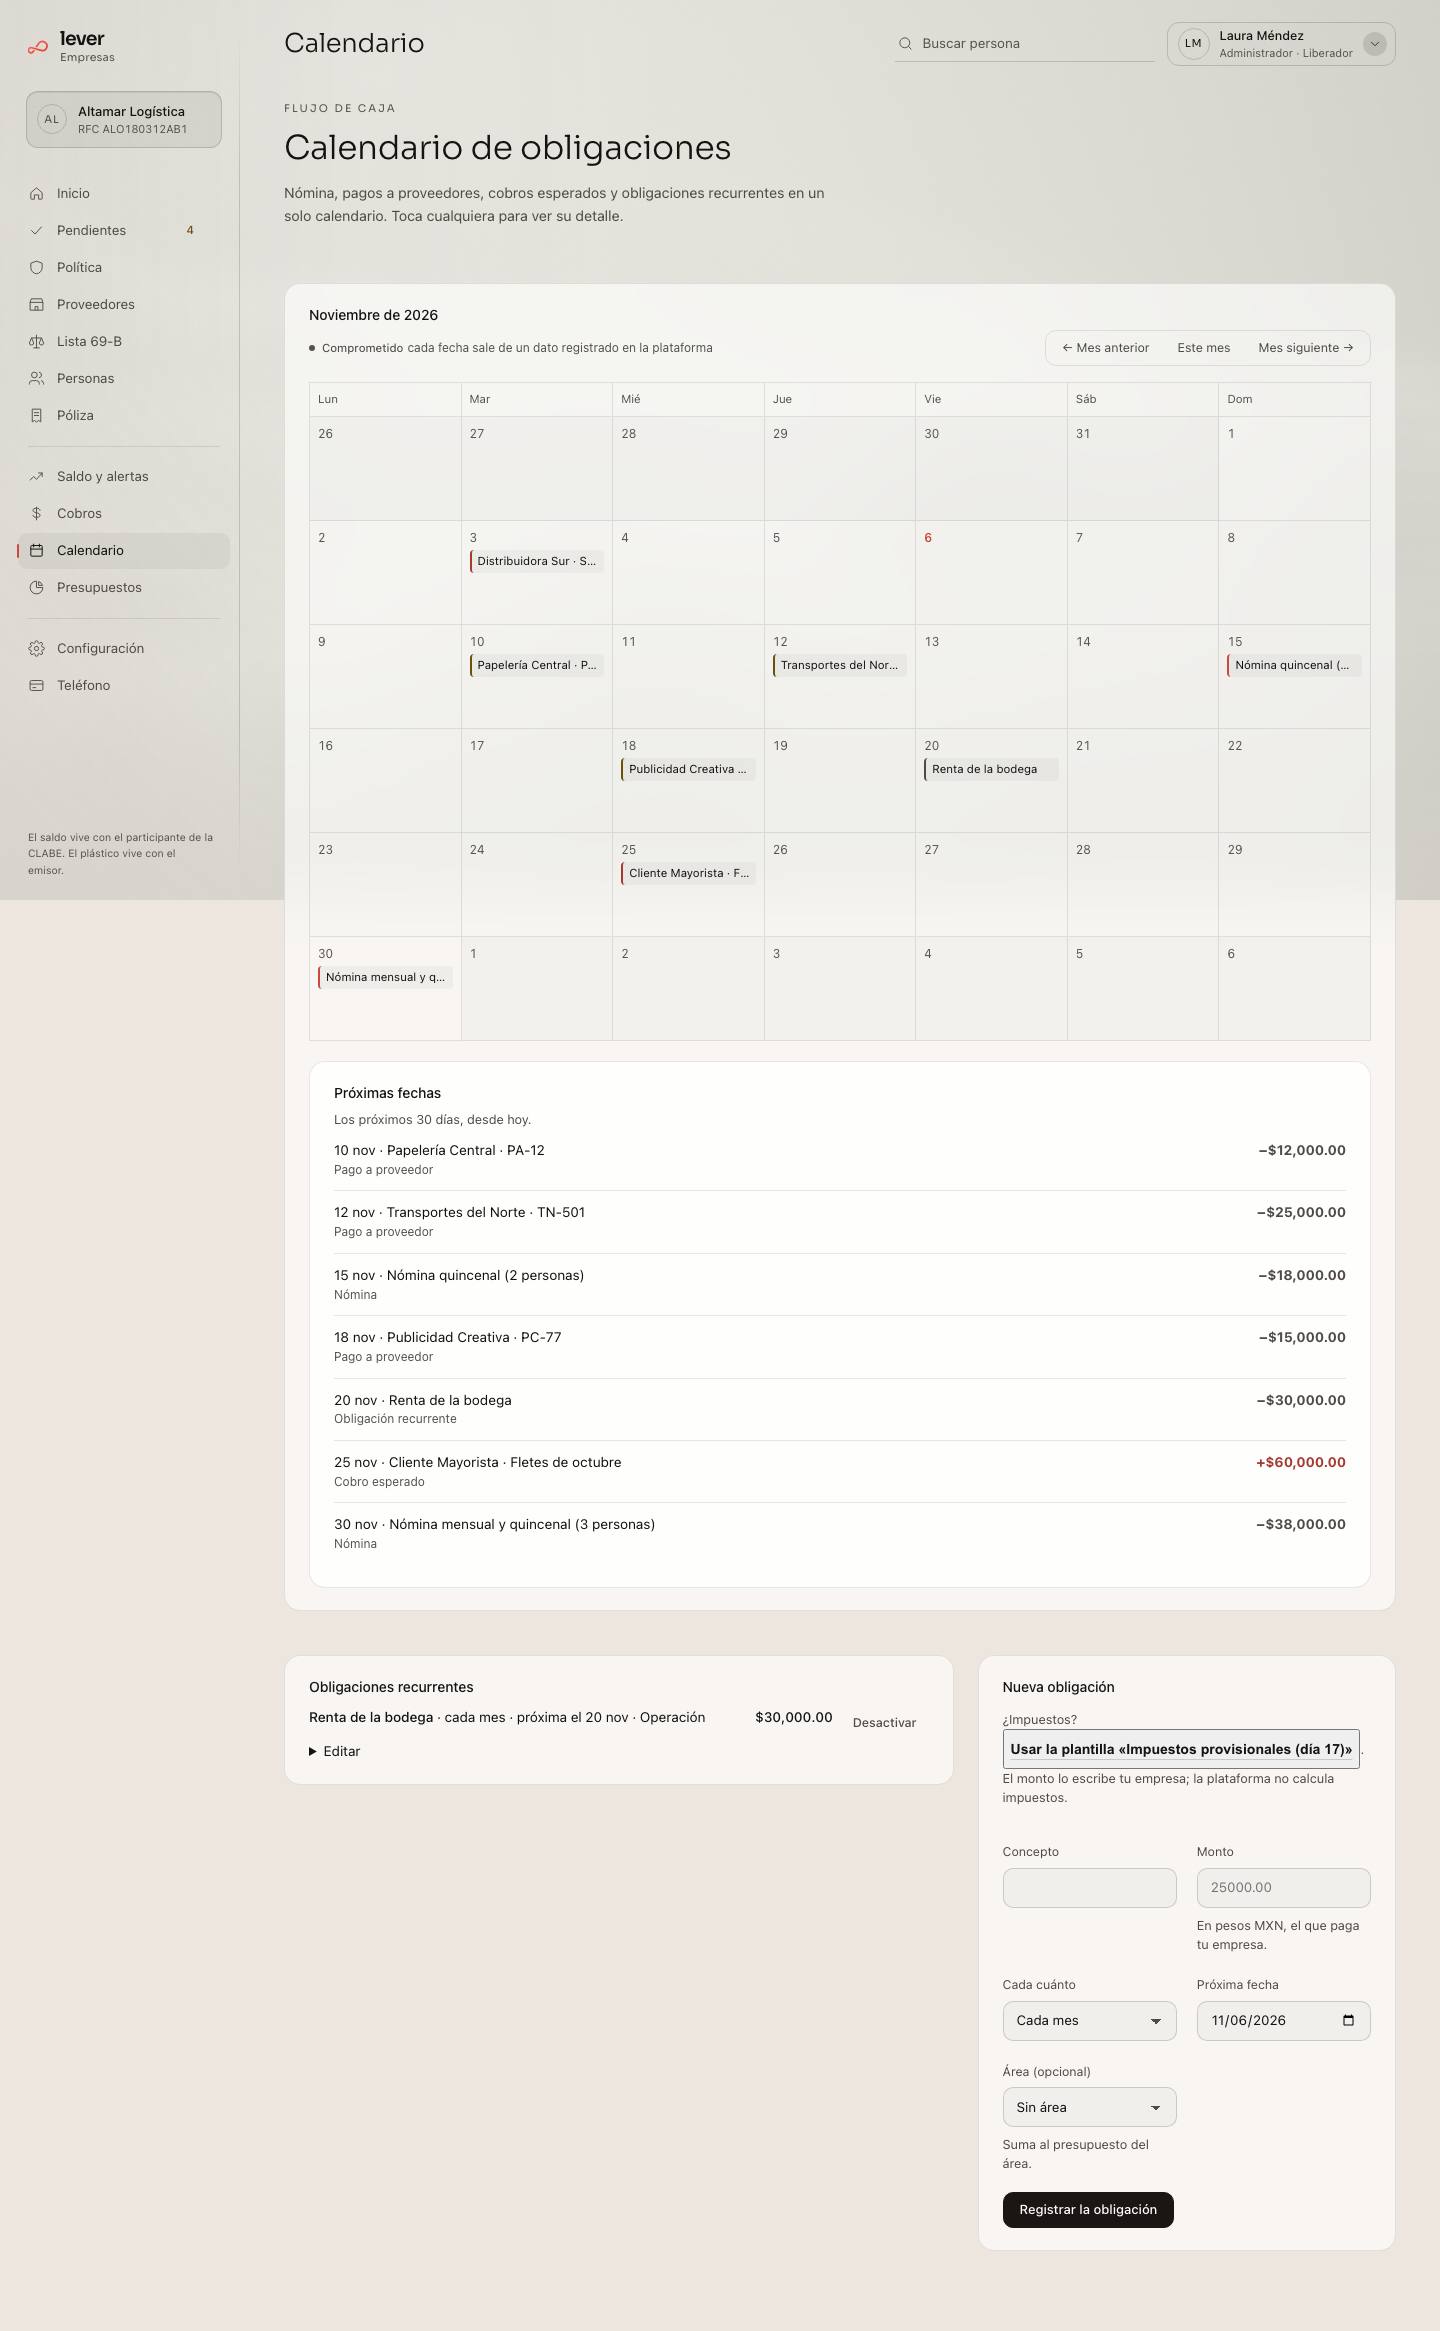 lever
Empresas
Calendario
Buscar persona
LM
Laura Méndez
Administrador · Liberador
AL
Altamar Logística
RFC ALO180312AB1
Inicio
Pendientes 4
Política
Proveedores
Lista 69-B
Personas
Póliza
Saldo y alertas
Cobros
Calendario
Presupuestos
Configuración
Teléfono
El saldo vive con el participante de la
CLABE. El plástico vive con el
emisor.
FLUJO DE CAJA
Calendario de obligaciones
Nómina, pagos a proveedores, cobros esperados y obligaciones recurrentes en un
solo calendario. Toca cualquiera para ver su detalle.
Noviembre de 2026
Comprometido cada fecha sale de un dato registrado en la plataforma
← Mes anterior Este mes Mes siguiente →
Lun Mar Mié Jue Vie Sáb Dom
26 27 28 29 30 31 1
2 3 4 5 6 7 8
Distribuidora Sur · S...
9 10 11 12 13 14 15
Papelería Central · P... Transportes del Nor... Nómina quincenal (...
16 17 18 19 20 21 22
Publicidad Creativa ... Renta de la bodega
23 24 25 26 27 28 29
Cliente Mayorista · F...
30 1 2 3 4 5 6
Nómina mensual y q...
Próximas fechas
Los próximos 30 días, desde hoy.
10 nov · Papelería Central · PA-12 −$12,000.00
Pago a proveedor
12 nov · Transportes del Norte · TN-501 −$25,000.00
Pago a proveedor
15 nov · Nómina quincenal (2 personas) −$18,000.00
Nómina
18 nov · Publicidad Creativa · PC-77 −$15,000.00
Pago a proveedor
20 nov · Renta de la bodega −$30,000.00
Obligación recurrente
25 nov · Cliente Mayorista · Fletes de octubre +$60,000.00
Cobro esperado
30 nov · Nómina mensual y quincenal (3 personas) −$38,000.00
Nómina
Obligaciones recurrentes
Renta de la bodega · cada mes · próxima el 20 nov · Operación $30,000.00 Desactivar
Editar
Nueva obligación
¿Impuestos?
Usar la plantilla «Impuestos provisionales (día 17)» .
El monto lo escribe tu empresa; la plataforma no calcula
impuestos.
Concepto Monto
25000.00
En pesos MXN, el que paga
tu empresa.
Cada cuánto Próxima fecha
Cada mes 11/06/2026
Área (opcional)
Sin área
Suma al presupuesto del
área.
Registrar la obligación